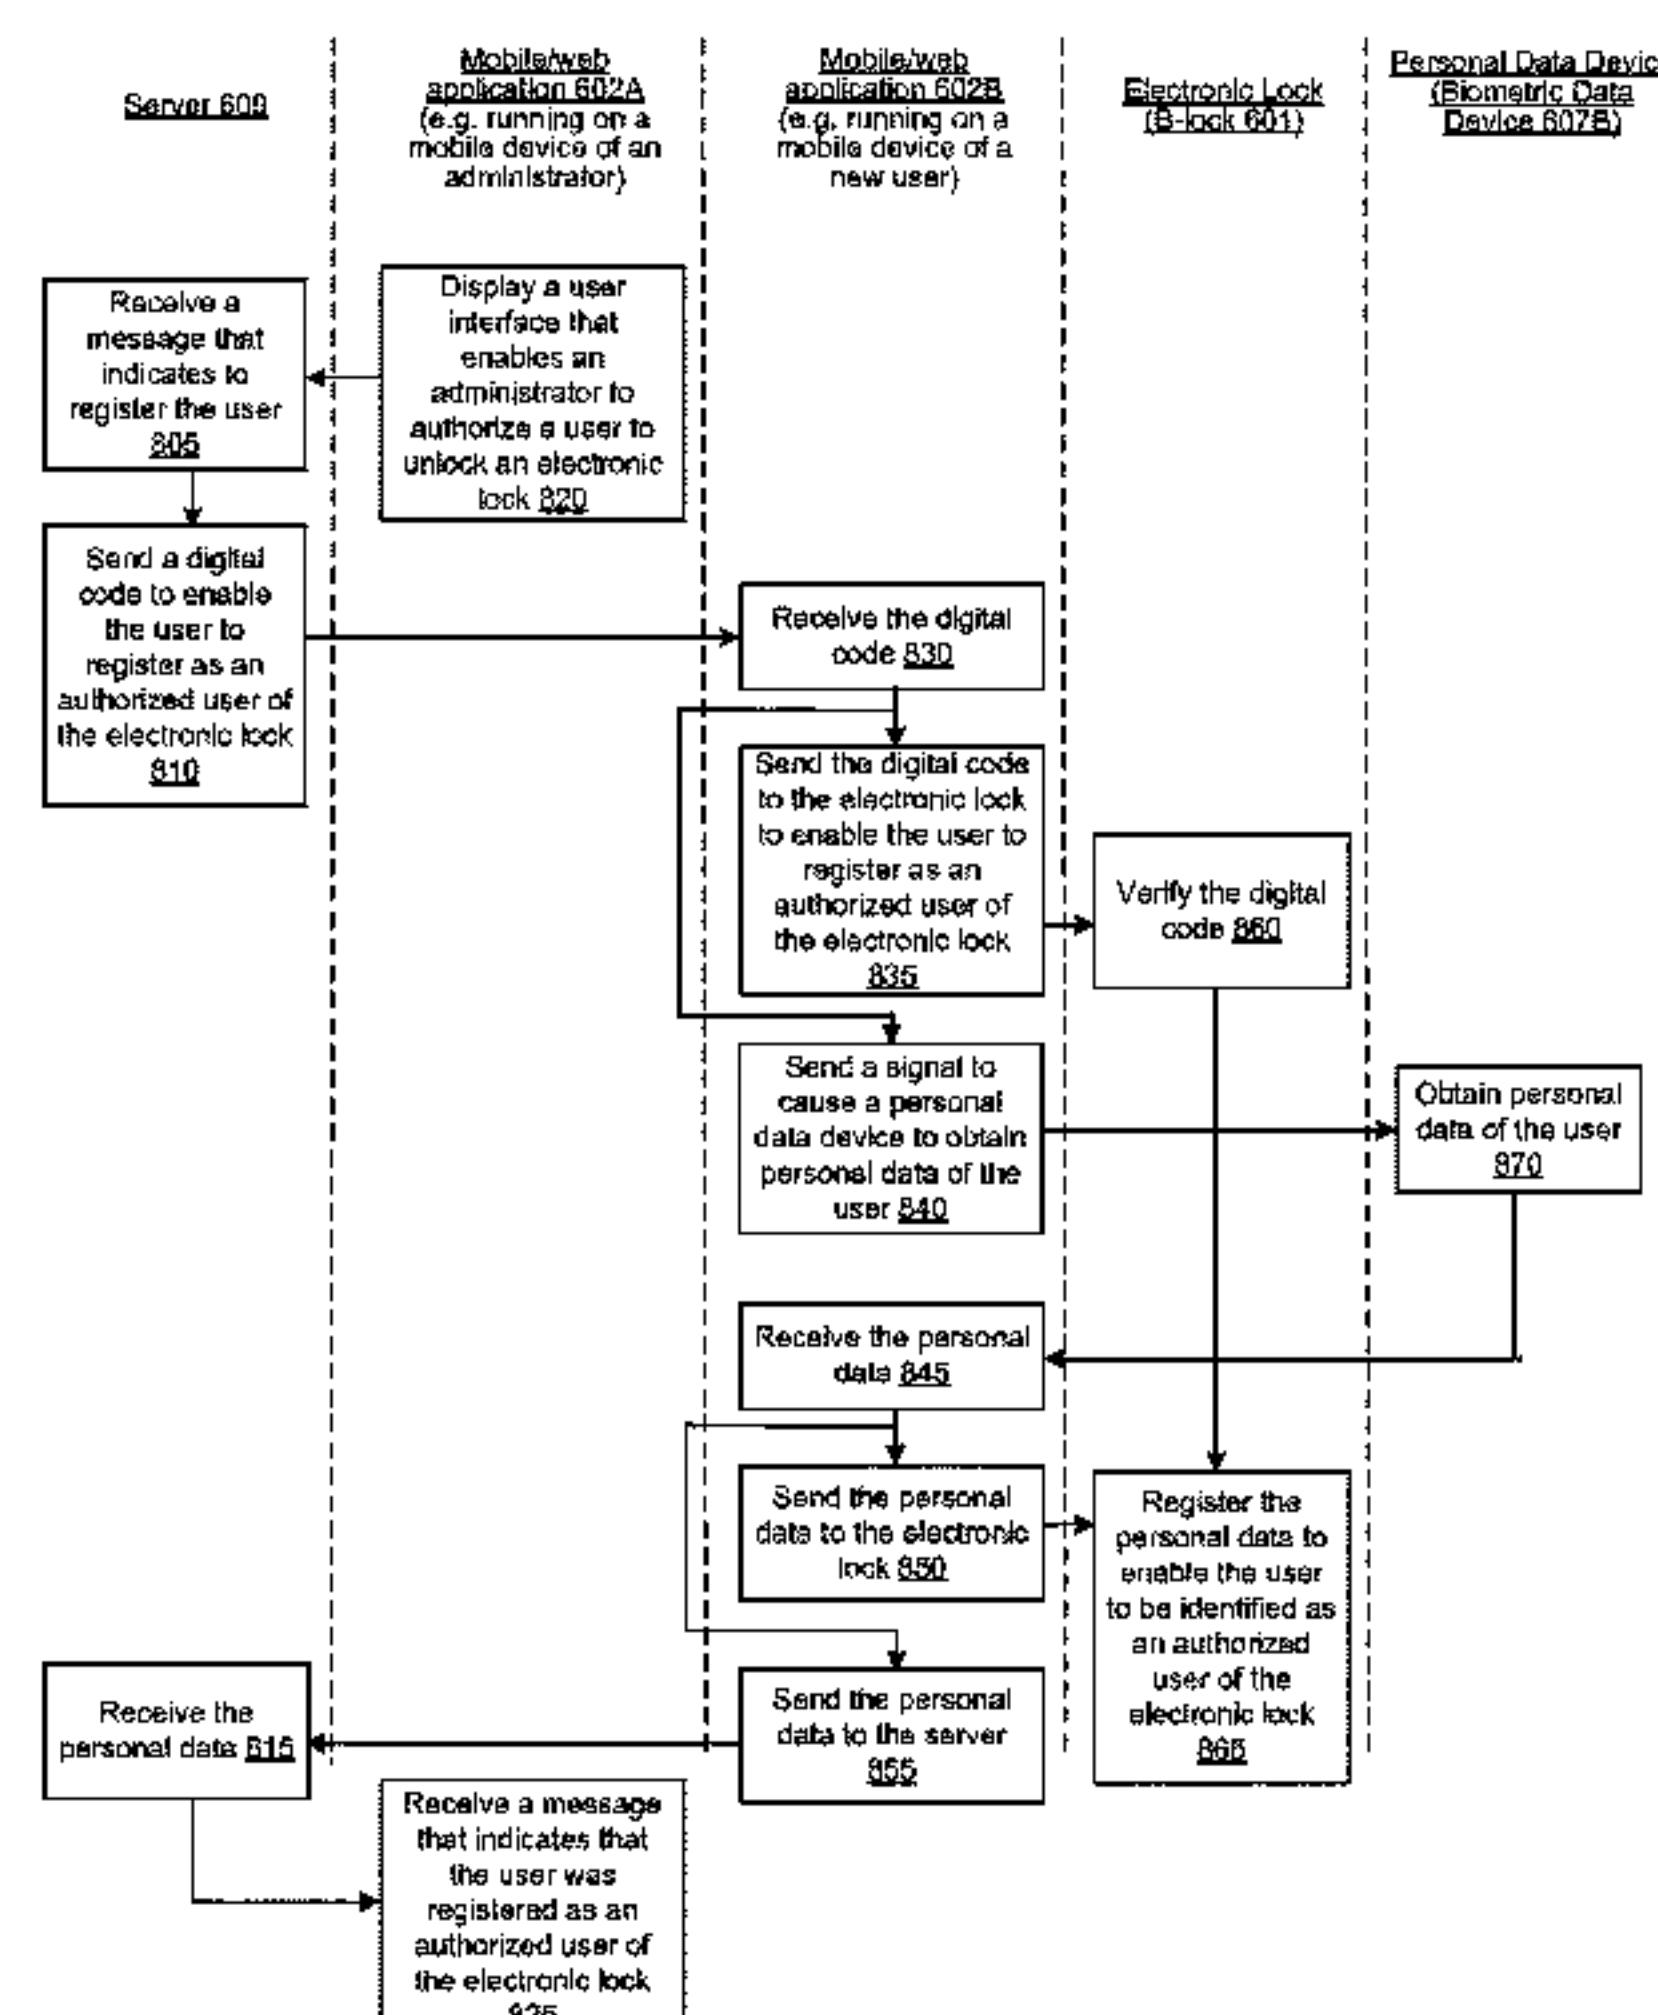 Server 609
Mobile/web
application 602A
(e.g. running on a
mobile device of an
administrator)
Mobile/web
application 602B
(e.g. running on a
mobile device of a
new user)
Electronic Lock
(B-lock 601)
Personal Data Devic
(Biometric Data
Device 607B)
Receive a
message that
indicates to
register the user
805
Display a user
interface that
enables an
administrator to
authorize a user to
unlock an electronic
lock 820
Send a digital
code to enable
the user to
register as an
authorized user of
the electronic lock
810
Receive the digital
code 830
Send the digital code
to the electronic lock
to enable the user to
register as an
authorized user of
the electronic lock
835
Verify the digital
code 860
Send a signal to
cause a personal
data device to obtain
personal data of the
user 840
Obtain personal
data of the user
870
Receive the personal
data 845
Send the personal
data to the electronic
lock 850
Register the
personal data to
enable the user
to be identified as
an authorized
user of the
electronic lock
865
Send the personal
data to the server
855
Receive the
personal data 815
Receive a message
that indicates that
the user was
registered as an
authorized user of
the electronic lock
825